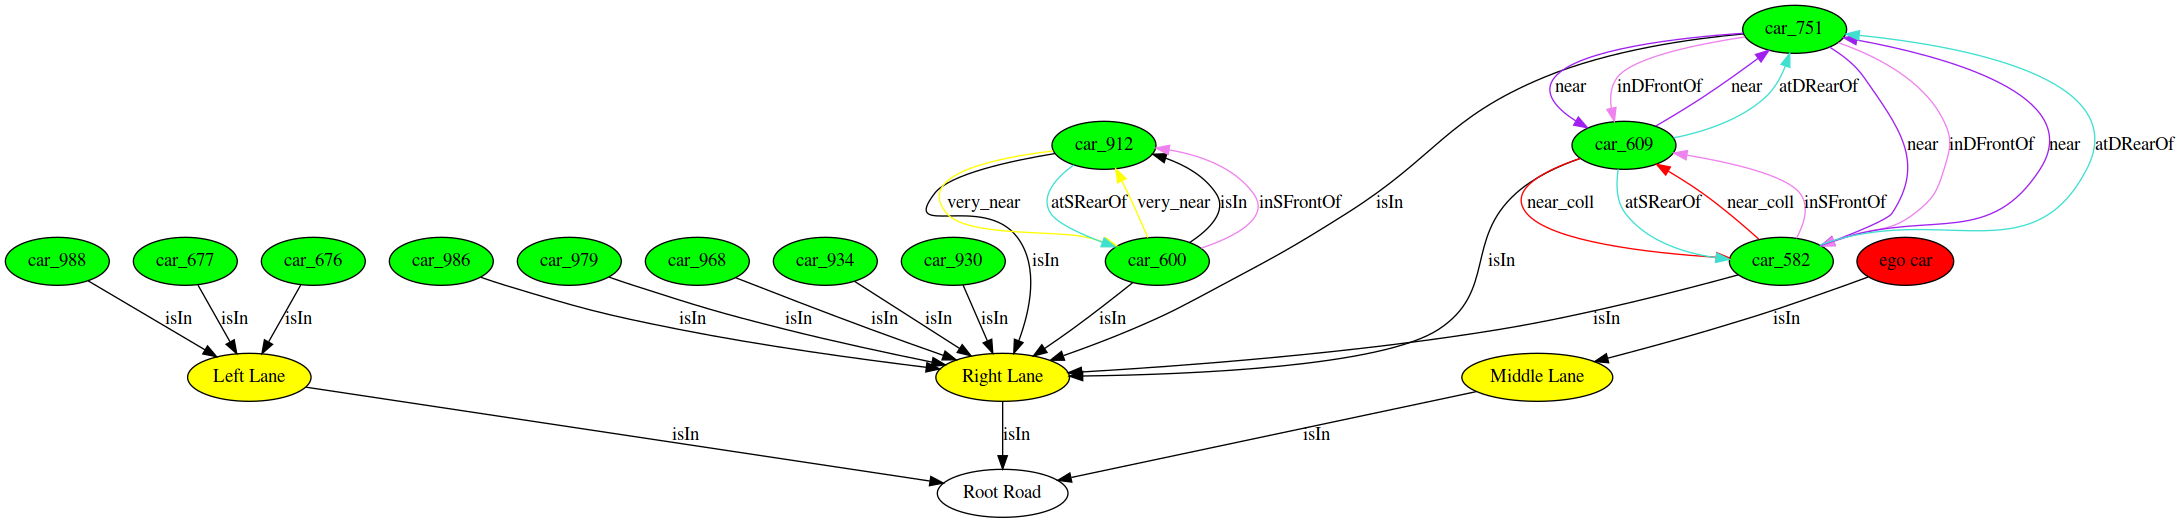 car_751
near
inDFrontOf
near
atDRearOf
car_912
car_609
near
inDFrontOf
near
atDRearOf
very_near
atSRearOf
very_near
isIn
inSFrontOf
isIn
near_coll
atSRearOf
near_coll
inSFrontOf
car_988
car_677
car_676
car_986
car_979
car_968
car_934
car_930
isIn
car_600
isIn
car_582
ego car
isIn
isIn
isIn
isIn
isIn
isIn
isIn
isIn
isIn
isIn
isIn
Left Lane
Right Lane
Middle Lane
isIn
isIn
isIn
Root Road